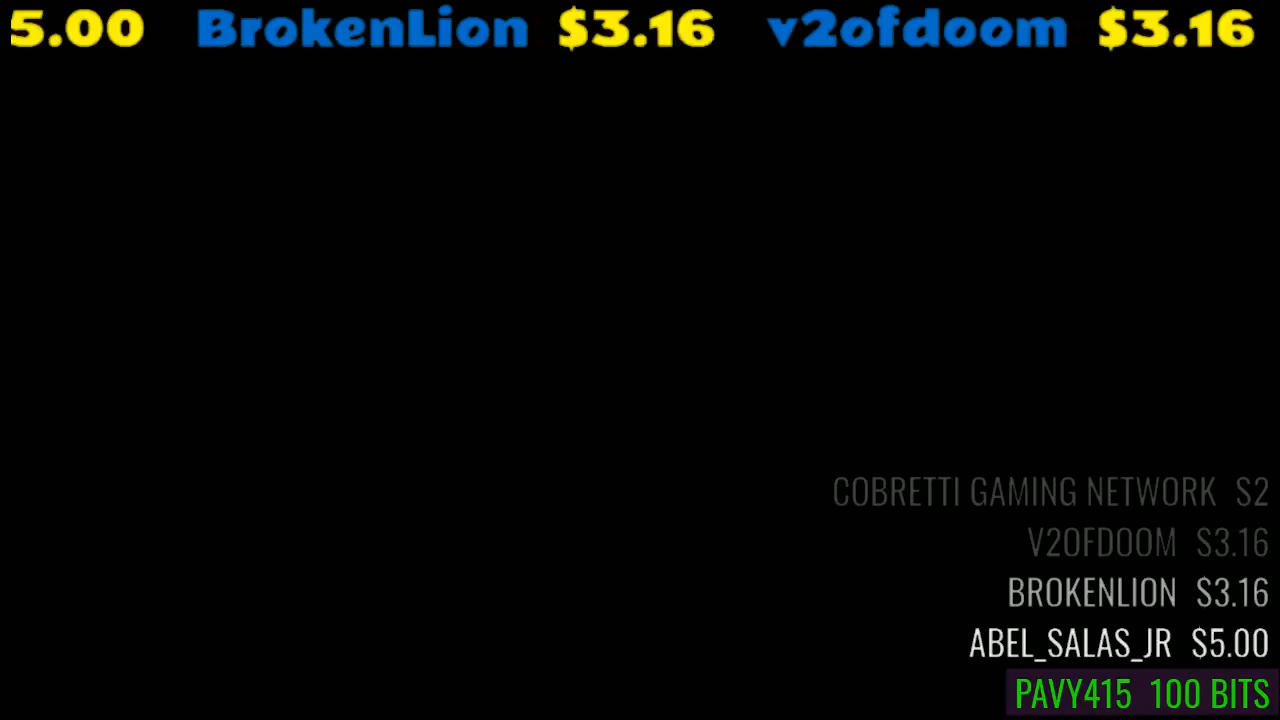 5.00 BrokenLion $3.16 v2ofdoom $3.16
COBRETTI GAMING NETWORK $2
V2OFDOOM $3.16
BROKENLION $3.16
ABEL_SALAS_JR $5.00
PAVY415 100 BITS